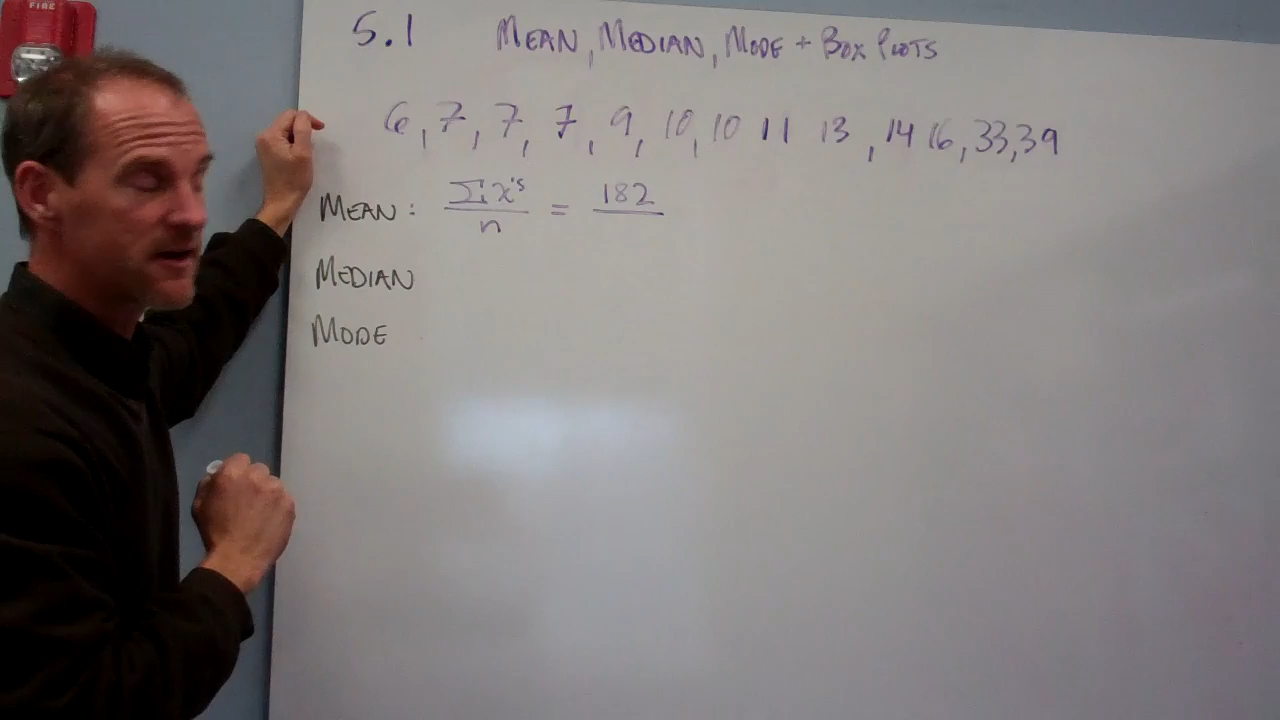 FIRE
5.1 MEAN, MEDIAN, MODE + BOX PLOTS
6, 7, 7, 7, 9, 10, 10 11 13 , 14 16, 33, 39
MEAN: Σx's / n = 182
MEDIAN
MODE